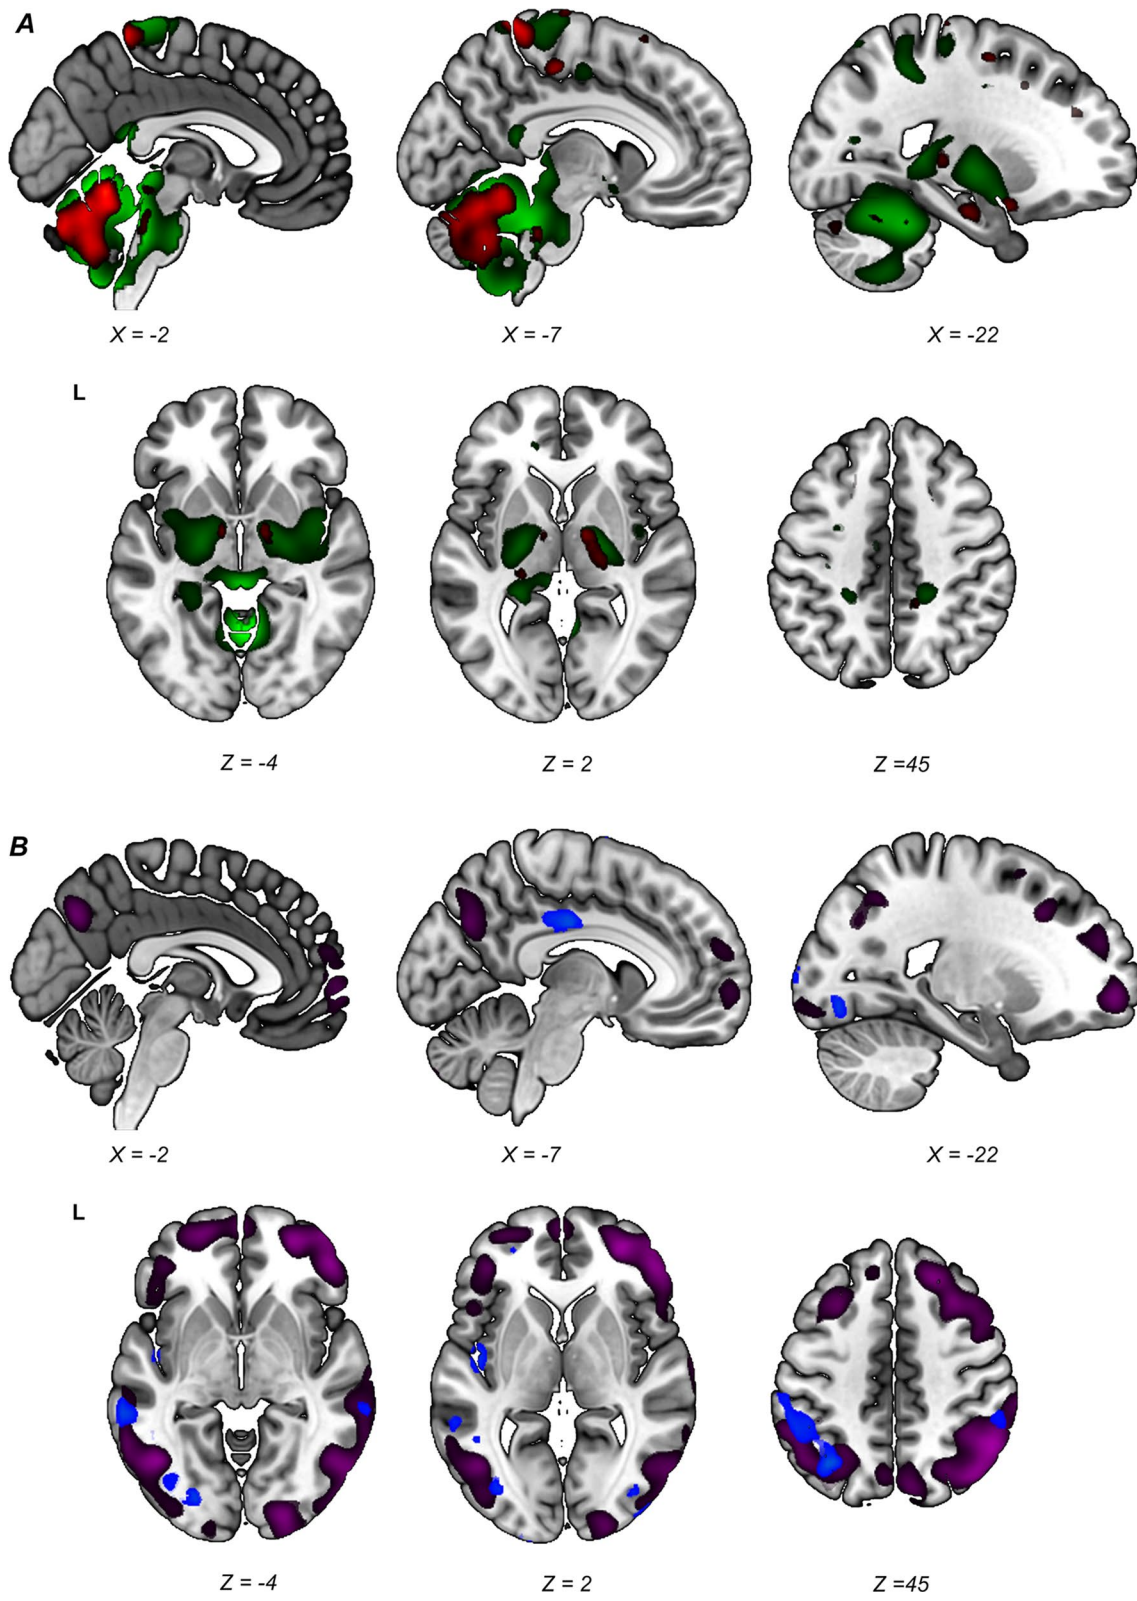 A
X = -2 X = -7 X = -22
L
Z = -4 Z = 2 Z =45
B
X = -2 X = -7 X = -22
L
Z = -4 Z = 2 Z =45